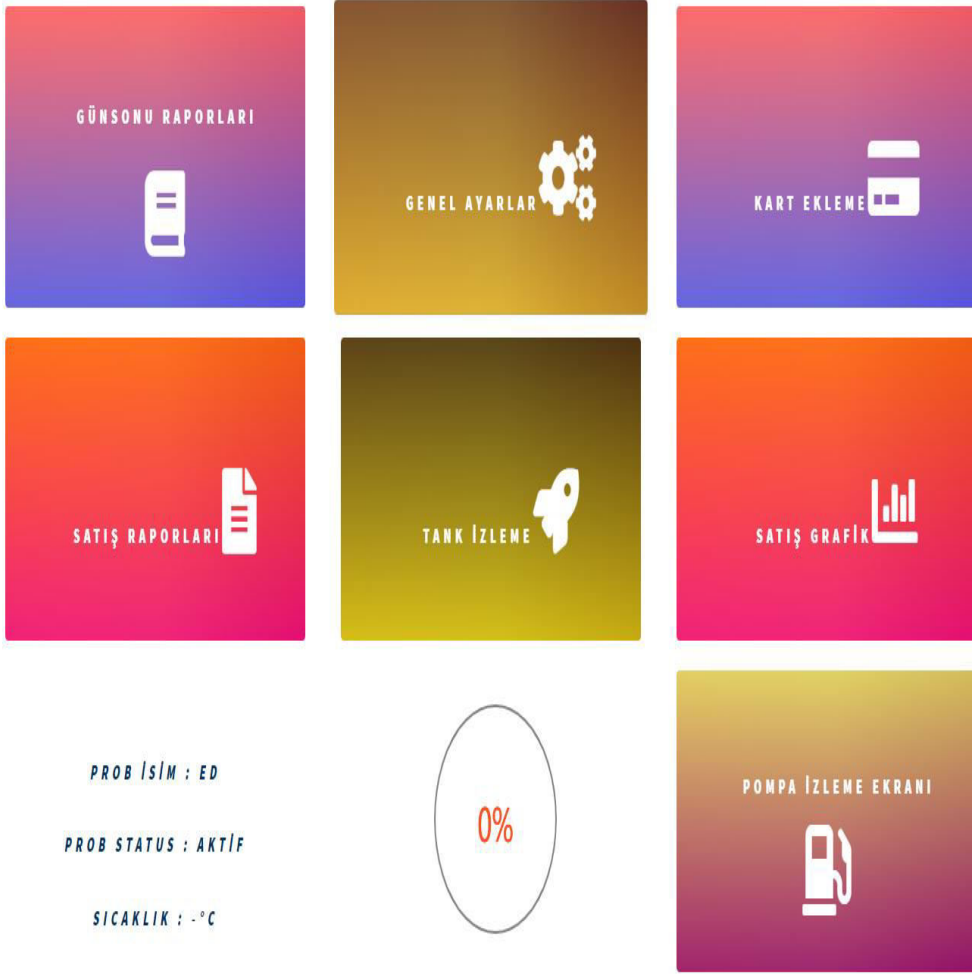 GÜNSONU RAPORLARI
GENEL AYARLAR
KART EKLEME
SATIŞ RAPORLARI
TANK İZLEME
SATIŞ GRAFİK
PROB İSİM : ED
PROB STATUS : AKTİF
SICAKLIK : -°C
0%
POMPA İZLEME EKRANI